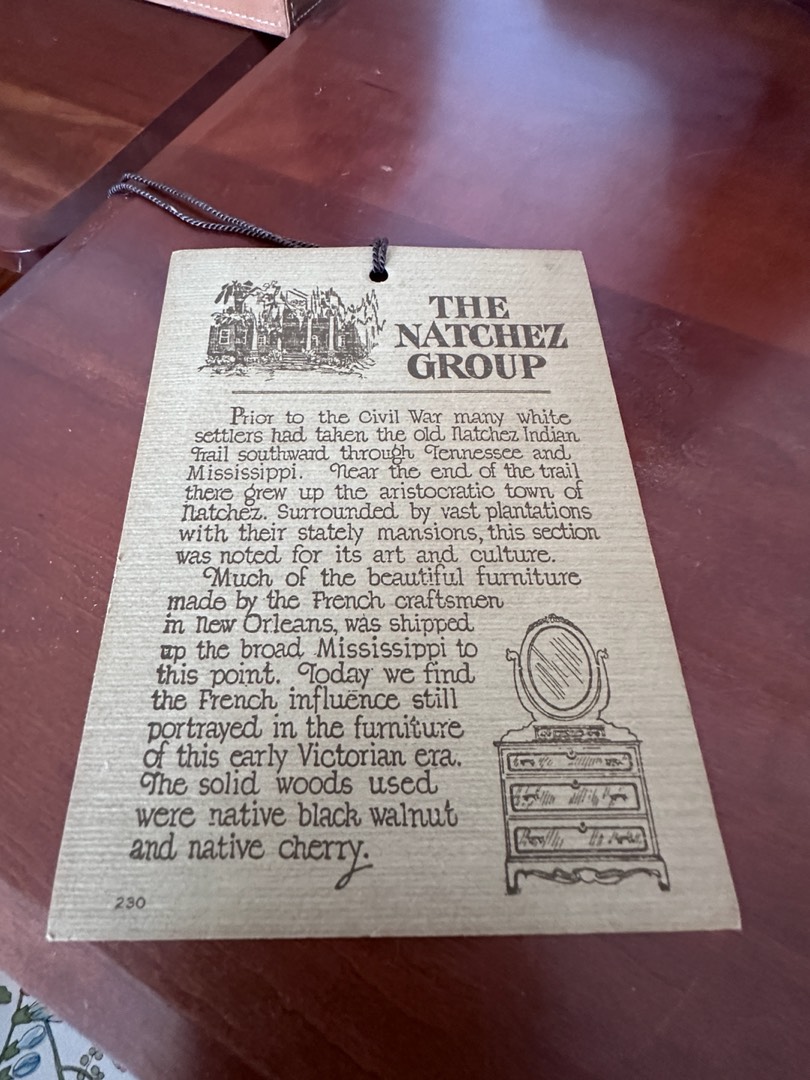 THE
NATCHEZ
GROUP
Prior to the Civil War many white
settlers had taken the old Natchez Indian
Trail southward through Tennessee and
Mississippi. Near the end of the trail
there grew up the aristocratic town of
Natchez. Surrounded by vast plantations
with their stately mansions, this section
was noted for its art and culture.
Much of the beautiful furniture
made by the French craftsmen
in New Orleans, was shipped
up the broad Mississippi to
this point. Today we find
the French influence still
portrayed in the furniture
of this early Victorian era.
The solid woods used
were native black walnut
and native cherry.
230